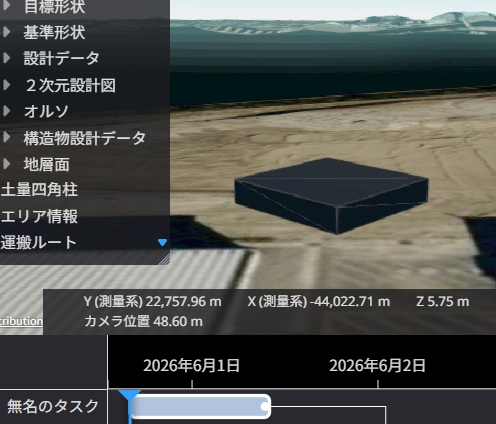 目標形状
基準形状
設計データ
２次元設計図
オルソ
構造物設計データ
地層面
土量四角柱
エリア情報
運搬ルート
Y (測量系) 22,757.96 m X (測量系) -44,022.71 m Z 5.75 m
tribution カメラ位置 48.60 m
2026年6月1日 2026年6月2日
無名のタスク